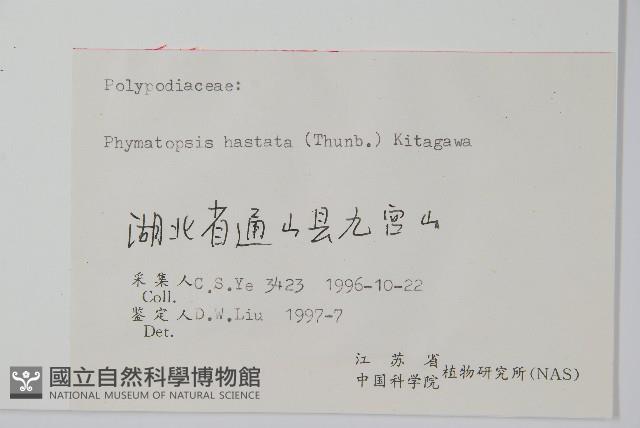 Polypodiaceae:
Phymatopsis hastata (Thunb.) Kitagawa
湖北省通山县九宫山
采集人C.S.Ye 3423 1996-10-22
Coll.
鉴定人D.W.Liu 1997-7
Det.
江苏省
中国科学院植物研究所(NAS)
國立自然科學博物館
NATIONAL MUSEUM OF NATURAL SCIENCE